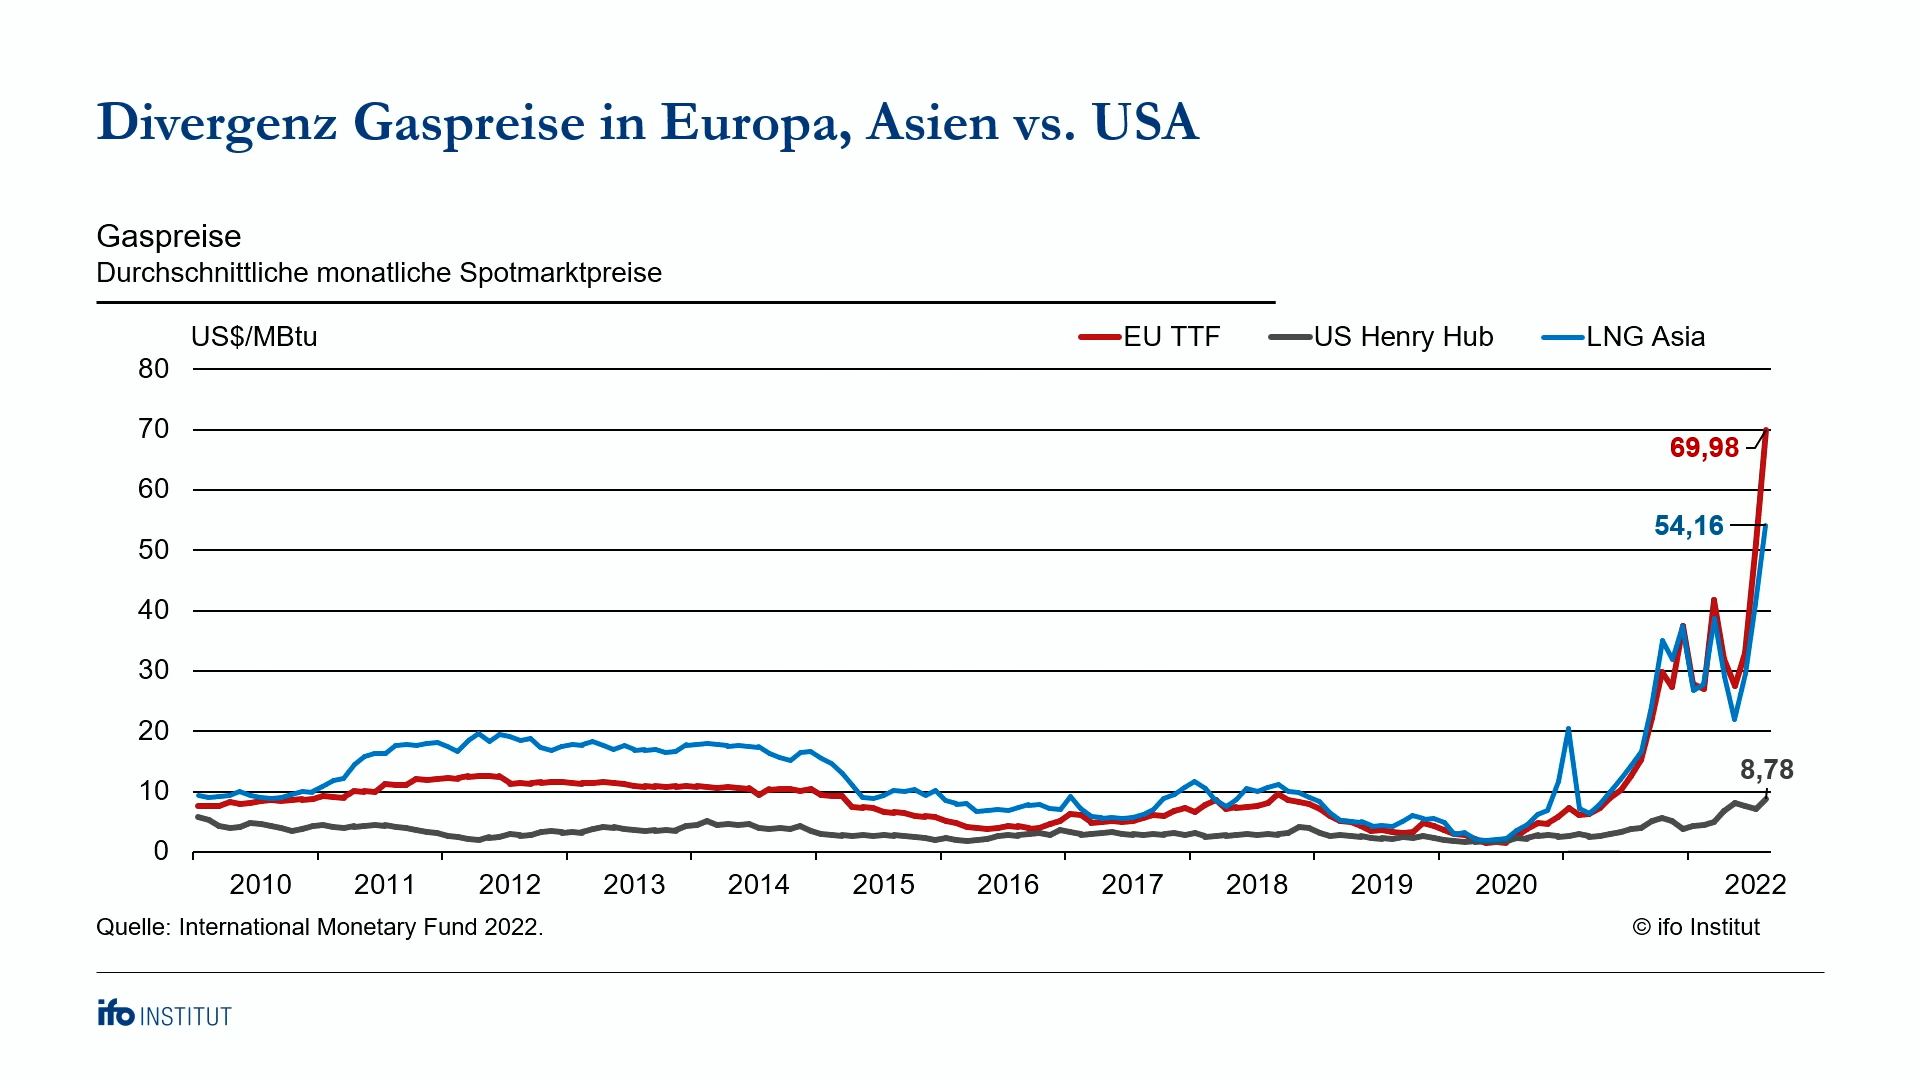 Divergenz Gaspreise in Europa, Asien vs. USA
Gaspreise
Durchschnittliche monatliche Spotmarktpreise
US$/MBtu
EU TTF US Henry Hub LNG Asia
80
70
69,98
60
54,16
50
40
30
20
8,78
10
0
2010 2011 2012 2013 2014 2015 2016 2017 2018 2019 2020 2022
Quelle: International Monetary Fund 2022.
© ifo Institut
ifo INSTITUT